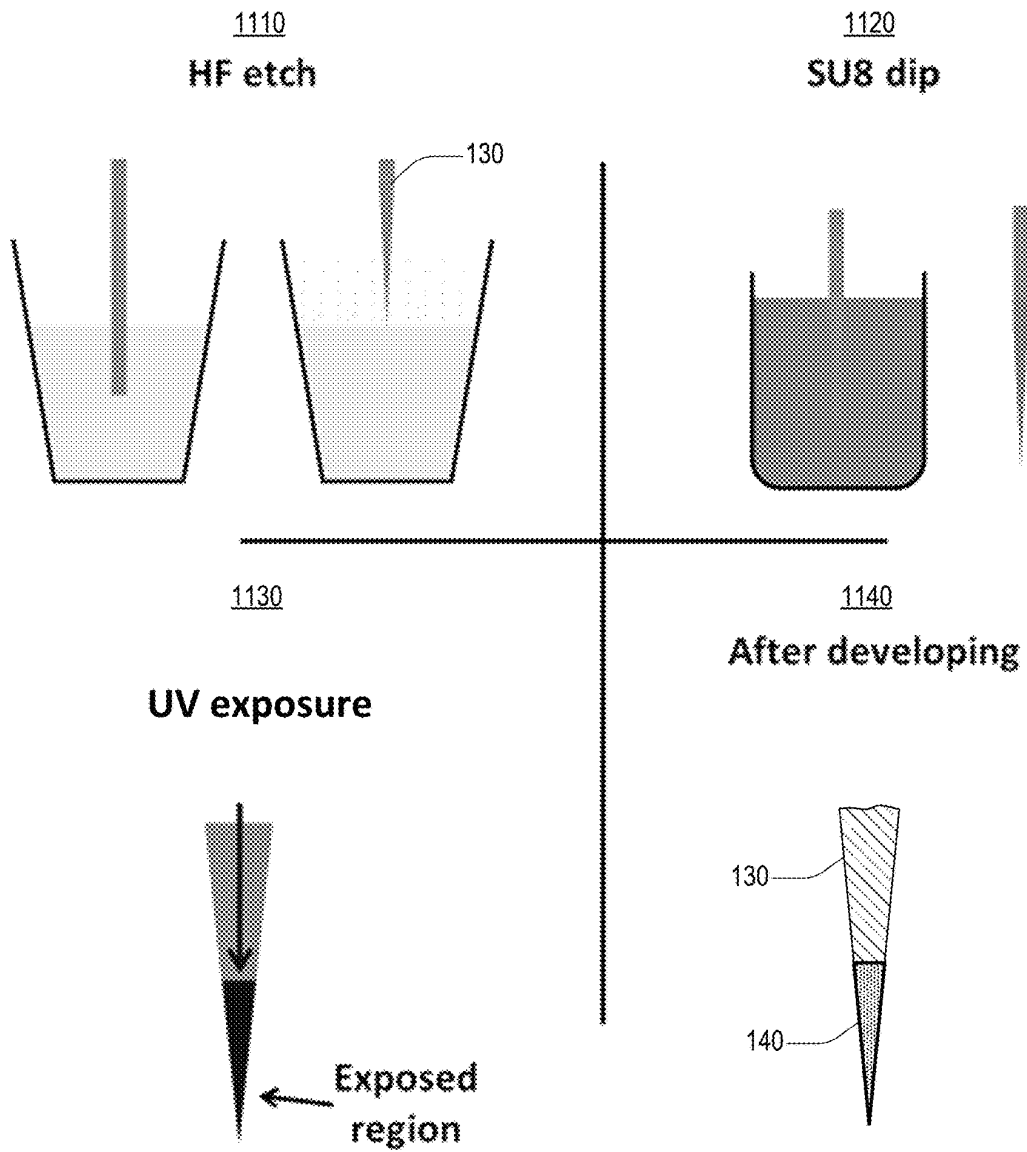 1110
HF etch
130
1120
SU8 dip
1130
UV exposure
Exposed
region
1140
After developing
130
140